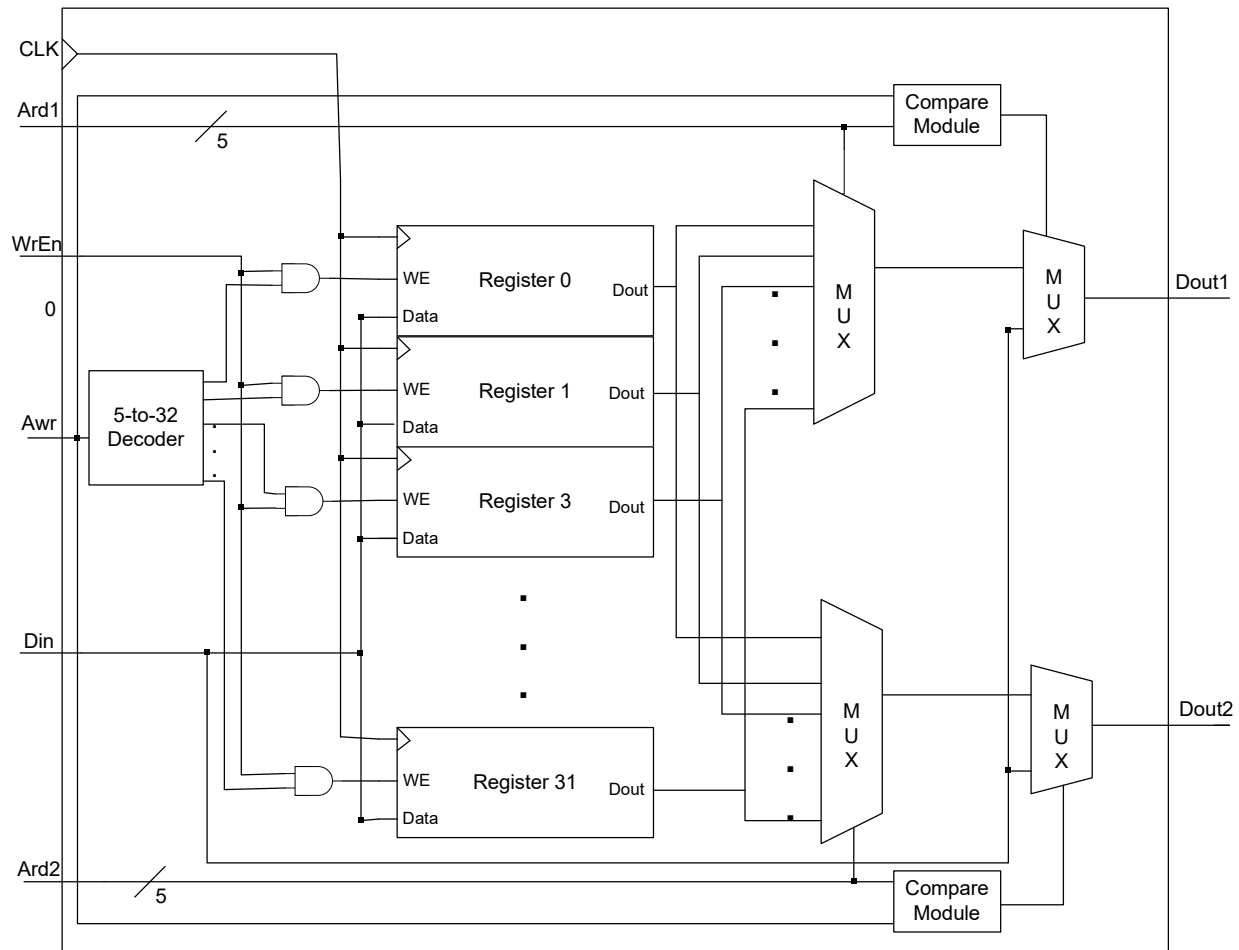 CLK
Ard1
5
Compare
Module
WrEn
0
WE
Register 0
Dout
Data
M
U
X
M
U
X
Dout1
WE
Register 1
Dout
Data
5-to-32
Decoder
Awr
WE
Register 3
Dout
Data
Din
M
U
X
M
U
X
Dout2
WE
Register 31
Dout
Data
Ard2
5
Compare
Module